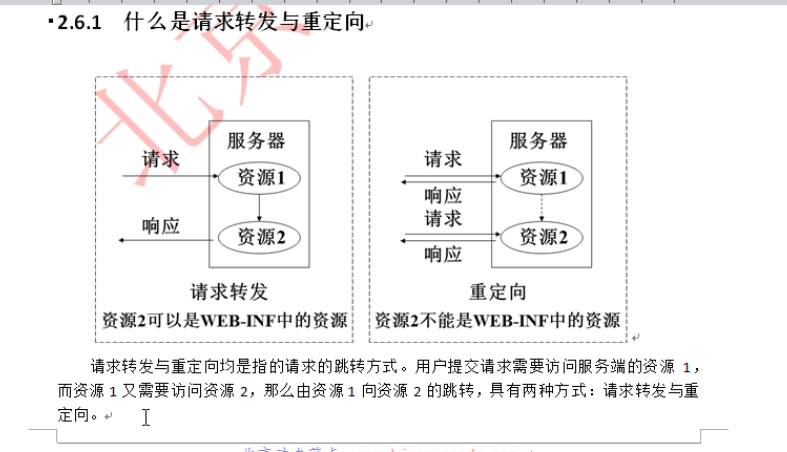 2.6.1 什么是请求转发与重定向
北京
服务器
请求
资源1
响应
资源2
请求转发
资源2可以是WEB-INF中的资源
服务器
请求
资源1
响应
请求
资源2
响应
重定向
资源2不能是WEB-INF中的资源
请求转发与重定向均是指的请求的跳转方式。用户提交请求需要访问服务端的资源 1，
而资源 1 又需要访问资源 2，那么由资源 1 向资源 2 的跳转，具有两种方式：请求转发与重
定向。